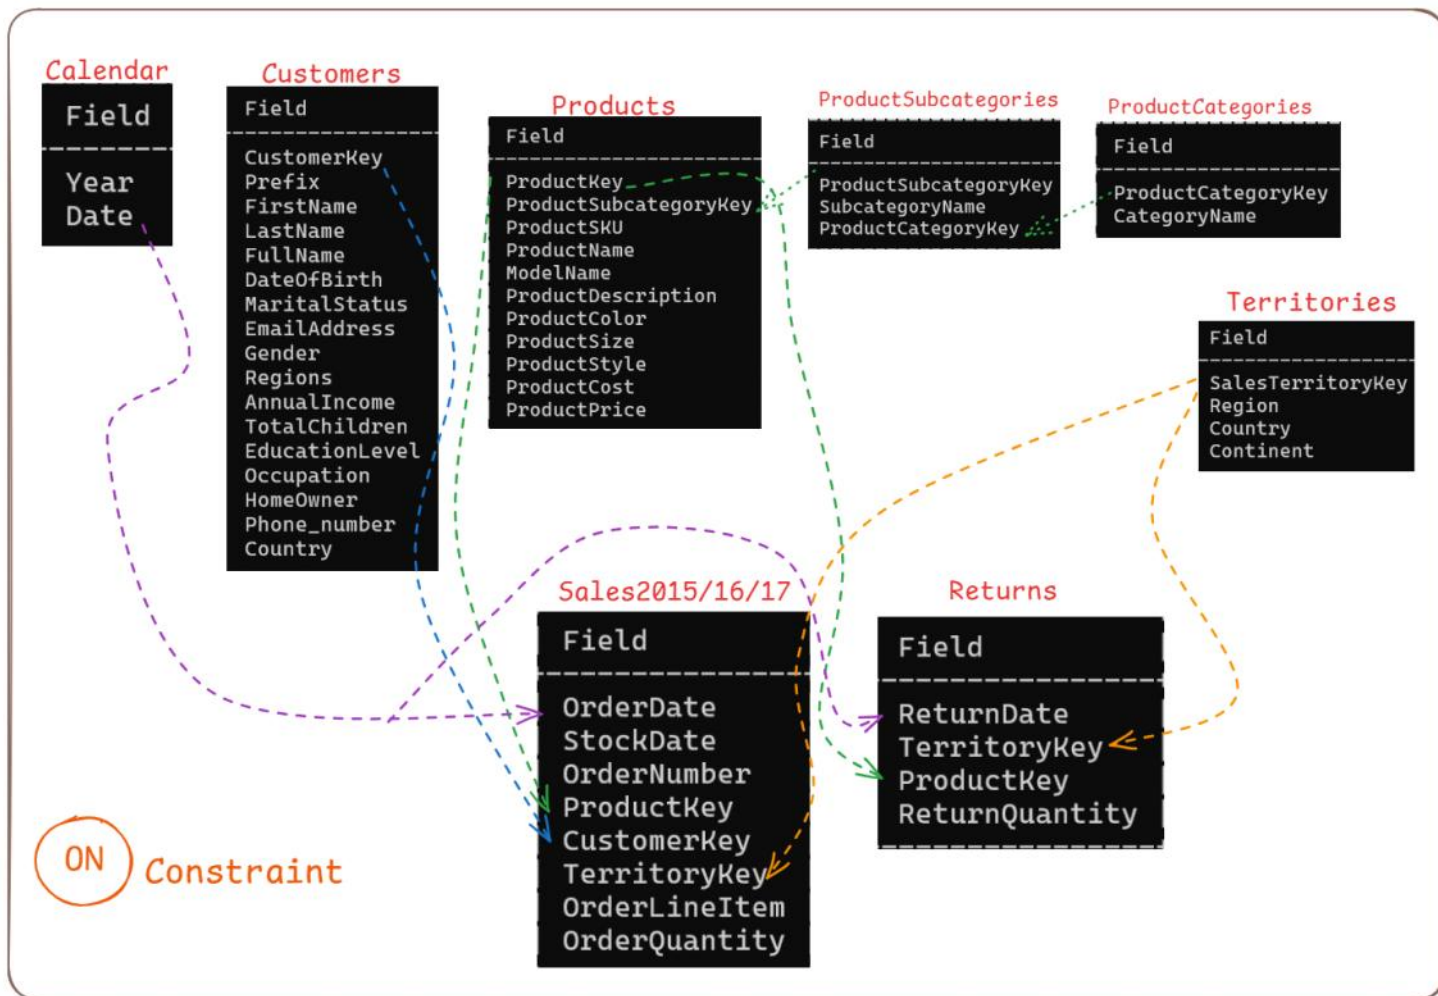 Calendar
Field
Year
Date
Customers
Field
CustomerKey
Prefix
FirstName
LastName
FullName
DateOfBirth
MaritalStatus
EmailAddress
Gender
Regions
AnnualIncome
TotalChildren
EducationLevel
Occupation
HomeOwner
Phone_number
Country
Products
Field
ProductKey
ProductSubcategoryKey
ProductSKU
ProductName
ModelName
ProductDescription
ProductColor
ProductSize
ProductStyle
ProductCost
ProductPrice
ProductSubcategories
Field
ProductSubcategoryKey
SubcategoryName
ProductCategoryKey
ProductCategories
Field
ProductCategoryKey
CategoryName
Territories
Field
SalesTerritoryKey
Region
Country
Continent
Sales2015/16/17
Field
OrderDate
StockDate
OrderNumber
ProductKey
CustomerKey
TerritoryKey
OrderLineItem
OrderQuantity
Returns
Field
ReturnDate
TerritoryKey
ProductKey
ReturnQuantity
ON Constraint